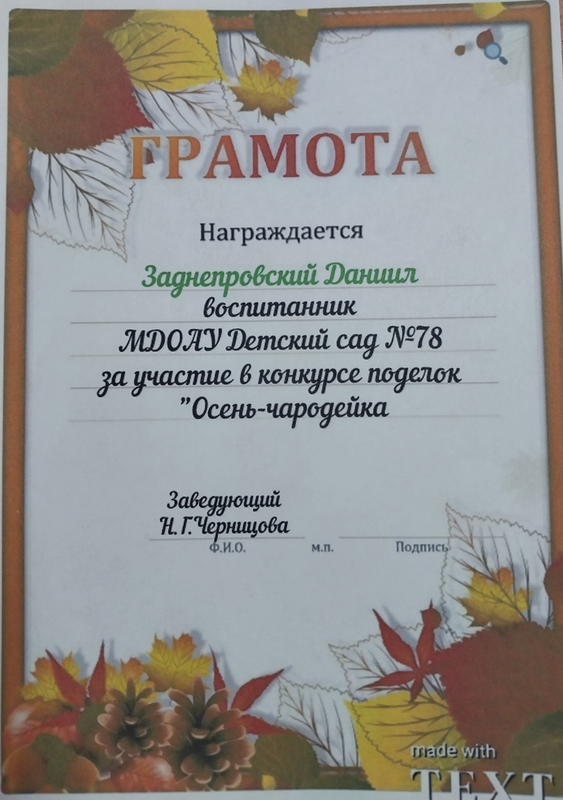 ГРАМОТА
Награждается
Заднепровский Даниил
воспитанник
МДОАУ Детский сад №78
за участие в конкурсе поделок
"Осень-чародейка
Заведующий
Н. Г. Черницова
Ф.И.О. м.п. Подпись
made with
TEXT